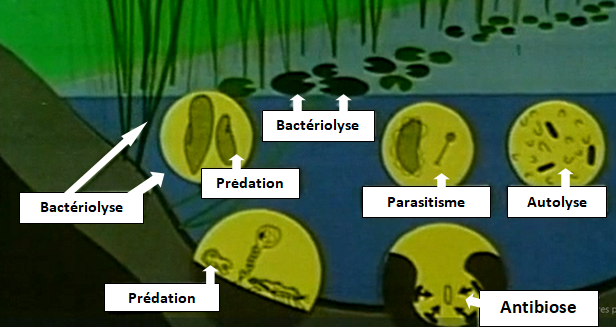 Bactériolyse
Prédation
Bactériolyse
Parasitisme
Autolyse
Prédation
Antibiose